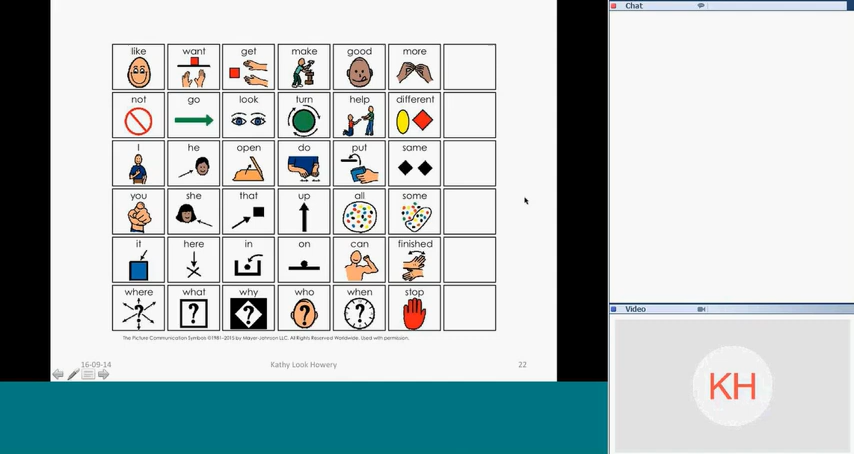 Chat
like want get make good more
not go look turn help different
I he open do put same
you she that up all some
it here in on can finished
where what why who when stop
The Picture Communication Symbols ©1981–2015 by Mayer-Johnson LLC. All Rights Reserved Worldwide. Used with permission.
16-09-14 Kathy Look Howery 22
Video
KH